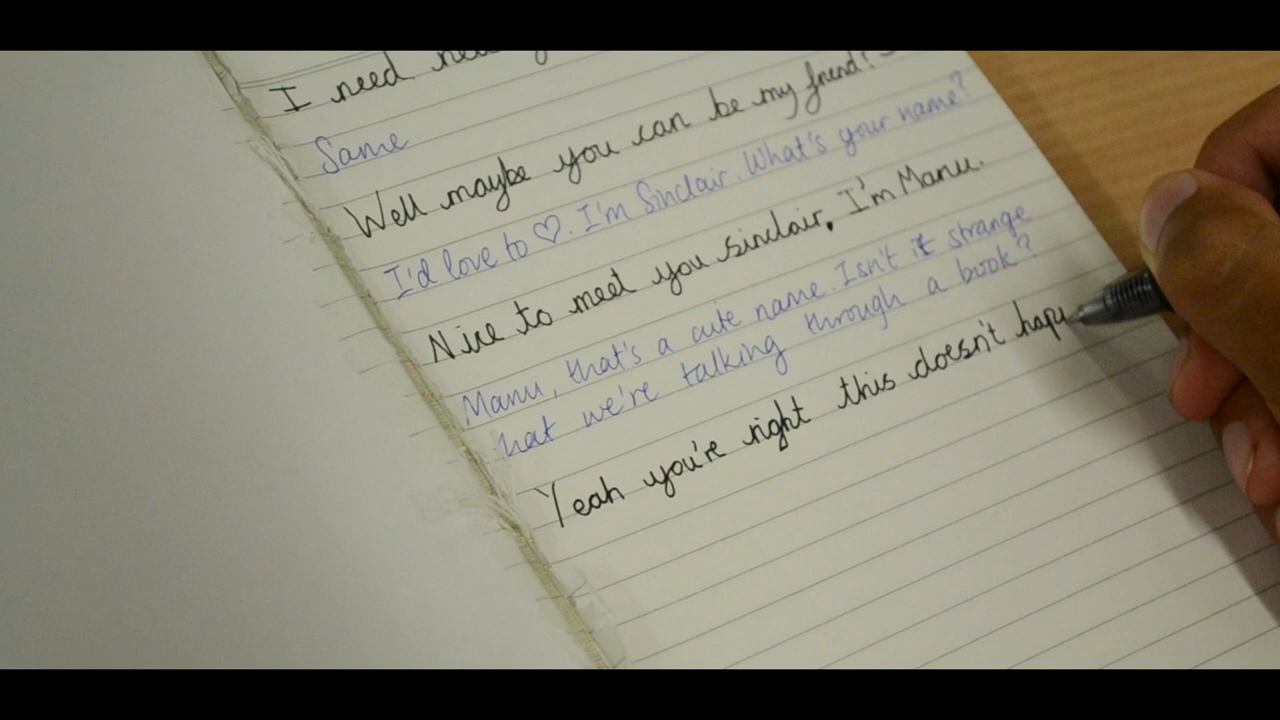 I need
Same
Well maybe you can be my friend?
I'd love to ♡. I'm Sinclair. What's your name?
Nice to meet you sinclair. I'm Manu.
Manu, that's a cute name. Isn't it strange
hat we're talking through a book?
Yeah you're right this doesn't hap